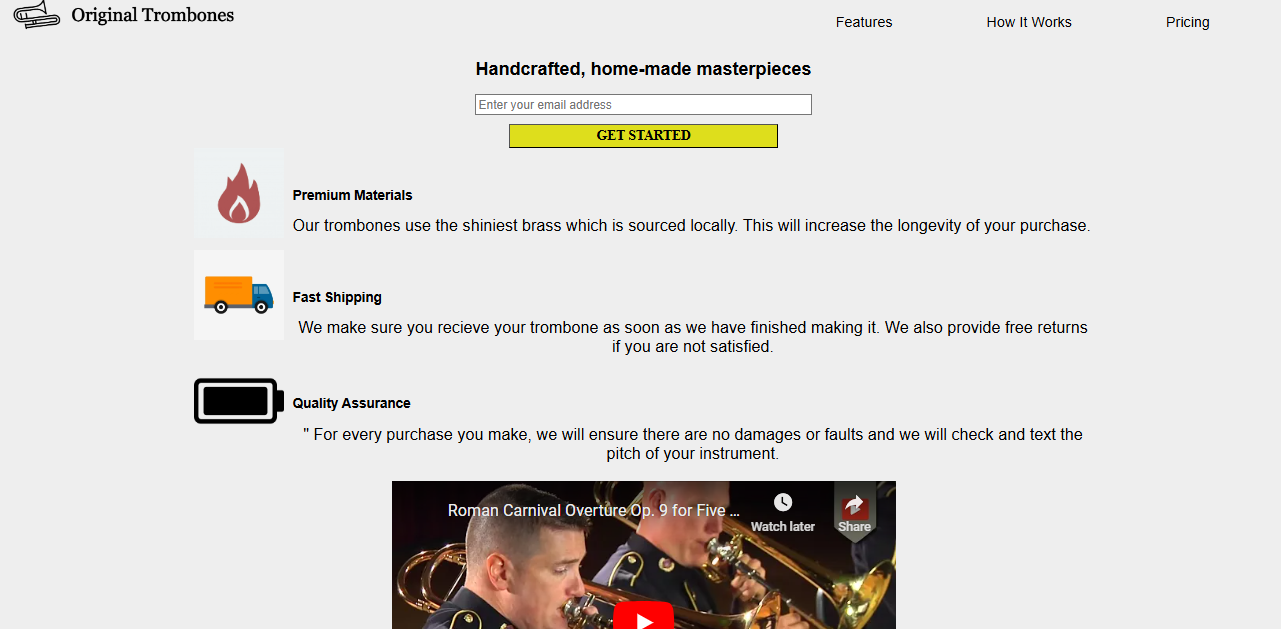 Original Trombones
Features
How It Works
Pricing
Handcrafted, home-made masterpieces
Enter your email address
GET STARTED
Premium Materials
Our trombones use the shiniest brass which is sourced locally. This will increase the longevity of your purchase.
Fast Shipping
We make sure you recieve your trombone as soon as we have finished making it. We also provide free returns
if you are not satisfied.
Quality Assurance
" For every purchase you make, we will ensure there are no damages or faults and we will check and text the
pitch of your instrument.
Roman Carnival Overture Op. 9 for Five ...
Watch later
Share